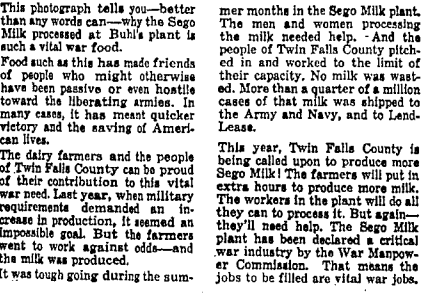 This photograph tells you—better
than any words can—why the Sego
Milk processed at Buhl's plant is
such a vital war food.
Food such as this has made friends
of people who might otherwise
have been passive or even hostile
toward the liberating armies. In
many cases, it has meant quicker
victory and the saving of Ameri-
can lives.
The dairy farmers and the people
of Twin Falls County can be proud
of their contribution to this vital
war need. Last year, when military
requirements demanded an in-
crease in production, it seemed an
impossible goal. But the farmers
went to work against odds—and
the milk was produced.
It was tough going during the sum-
mer months in the Sego Milk plant.
The men and women processing
the milk needed help. And the
people of Twin Falls County pitch-
ed in and worked to the limit of
their capacity. No milk was wast-
ed. More than a quarter of a million
cases of that milk was shipped to
the Army and Navy, and to Lend-
Lease.
This year, Twin Falls County is
being called upon to produce more
Sego Milk! The farmers will put in
extra hours to produce more milk.
The workers in the plant will do all
they can to process it. But again—
they'll need help. The Sego Milk
plant has been declared a critical
war industry by the War Manpow-
er Commission. That means the
jobs to be filled are vital war jobs.